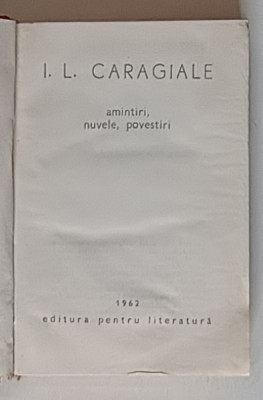 I. L. CARAGIALE
amintiri,
nuvele, povestiri
1962
editura pentru literatură